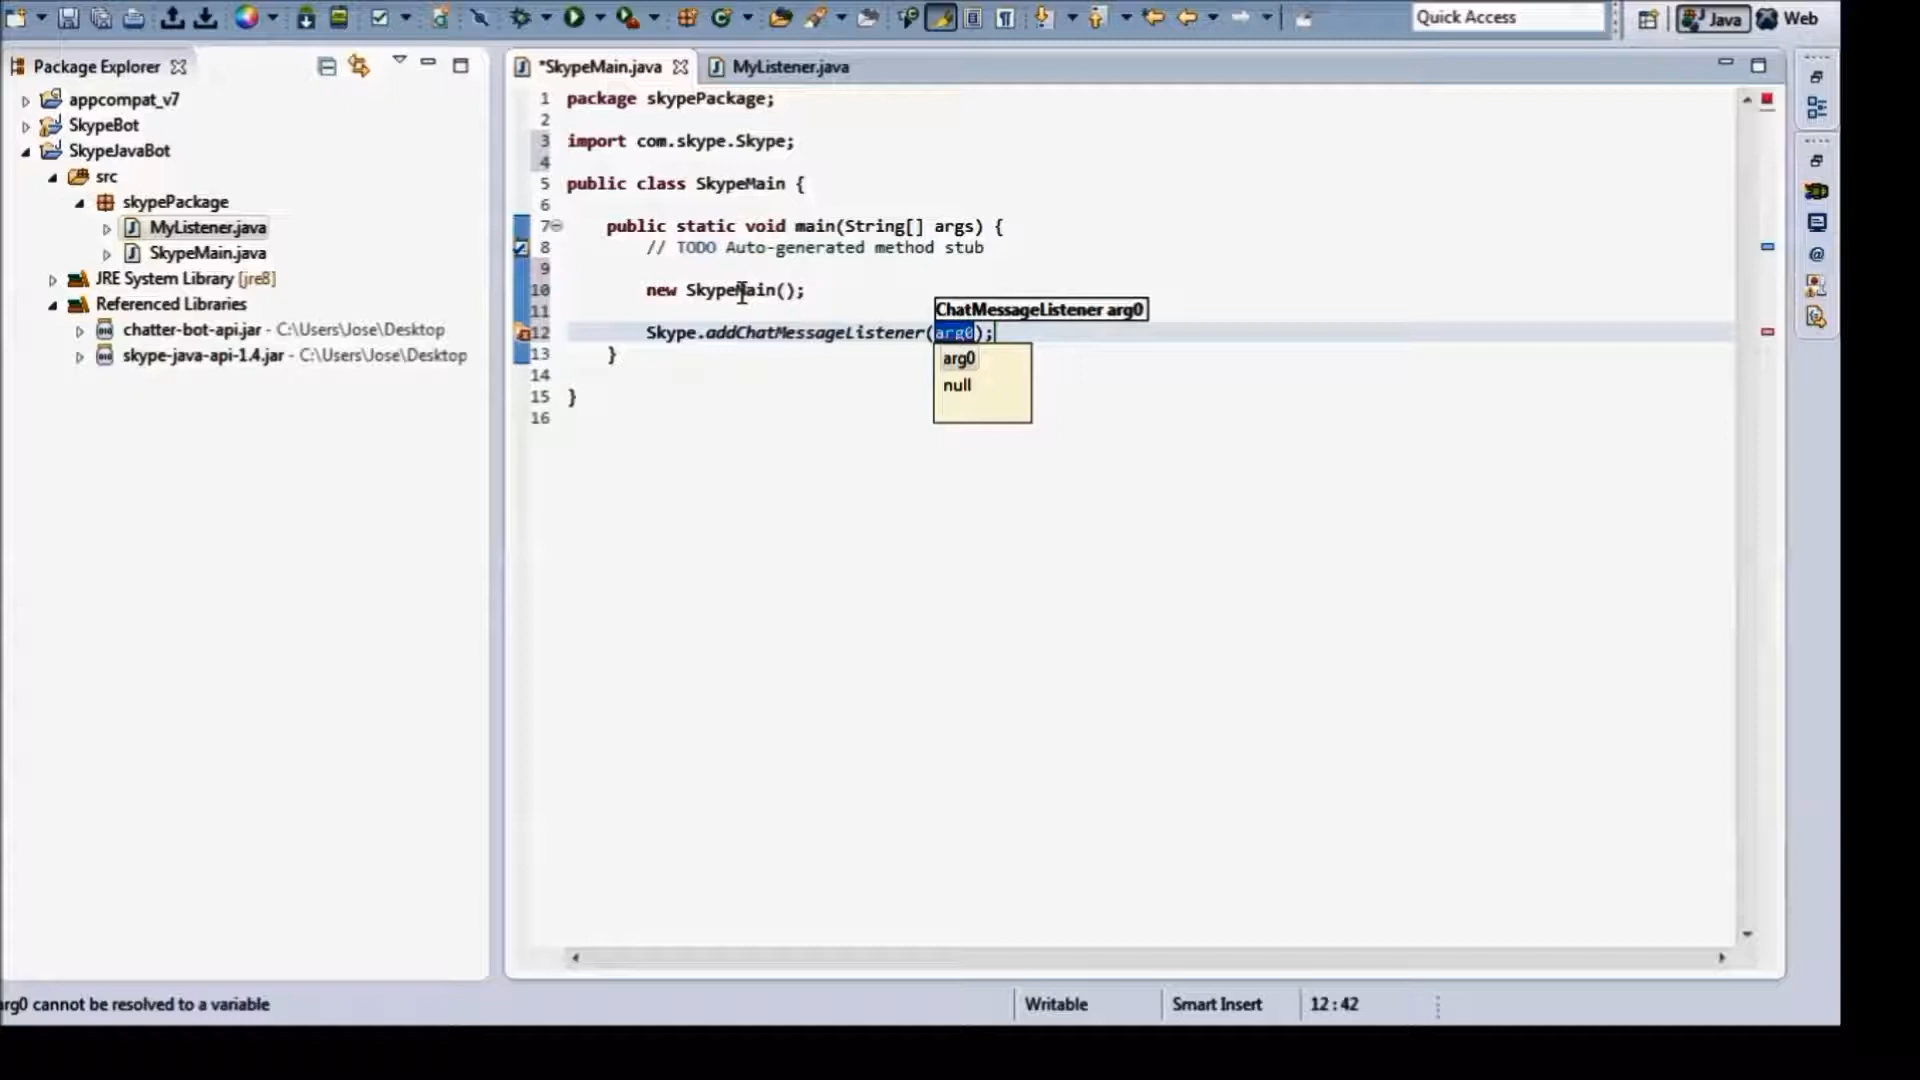 Quick Access
Java
Web
Package Explorer
*SkypeMain.java
MyListener.java
appcompat_v7
SkypeBot
SkypeJavaBot
src
skypePackage
MyListener.java
SkypeMain.java
JRE System Library [jre8]
Referenced Libraries
chatter-bot-api.jar - C:\Users\Jose\Desktop
skype-java-api-1.4.jar - C:\Users\Jose\Desktop
1 package skypePackage;
2
3 import com.skype.Skype;
4
5 public class SkypeMain {
6
7 public static void main(String[] args) {
8 // TODO Auto-generated method stub
9
10 new SkypeMain();
11
ChatMessageListener arg0
12 Skype.addChatMessageListener(arg0);
13 }
arg0
14
null
15 }
16
arg0 cannot be resolved to a variable
Writable
Smart Insert
12 : 42